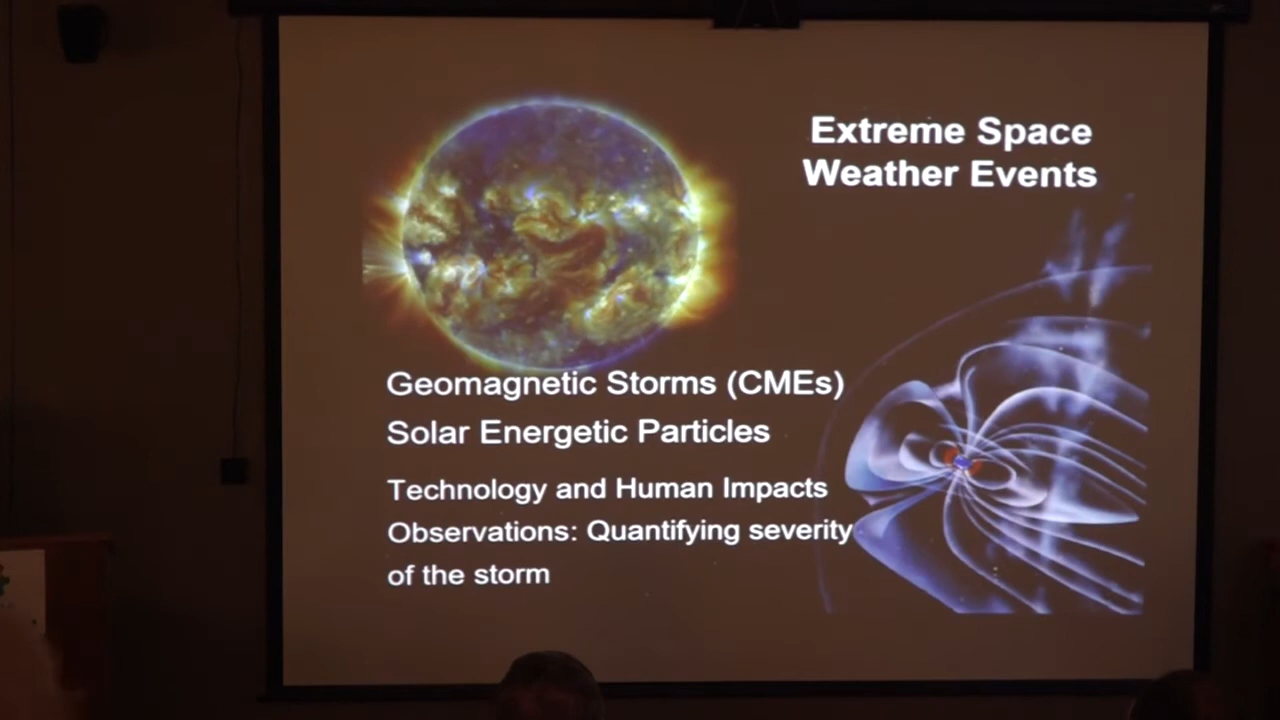 Extreme Space
Weather Events
Geomagnetic Storms (CMEs)
Solar Energetic Particles
Technology and Human Impacts
Observations: Quantifying severity
of the storm